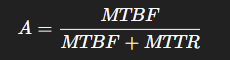 A = MTBF / MTBF + MTTR